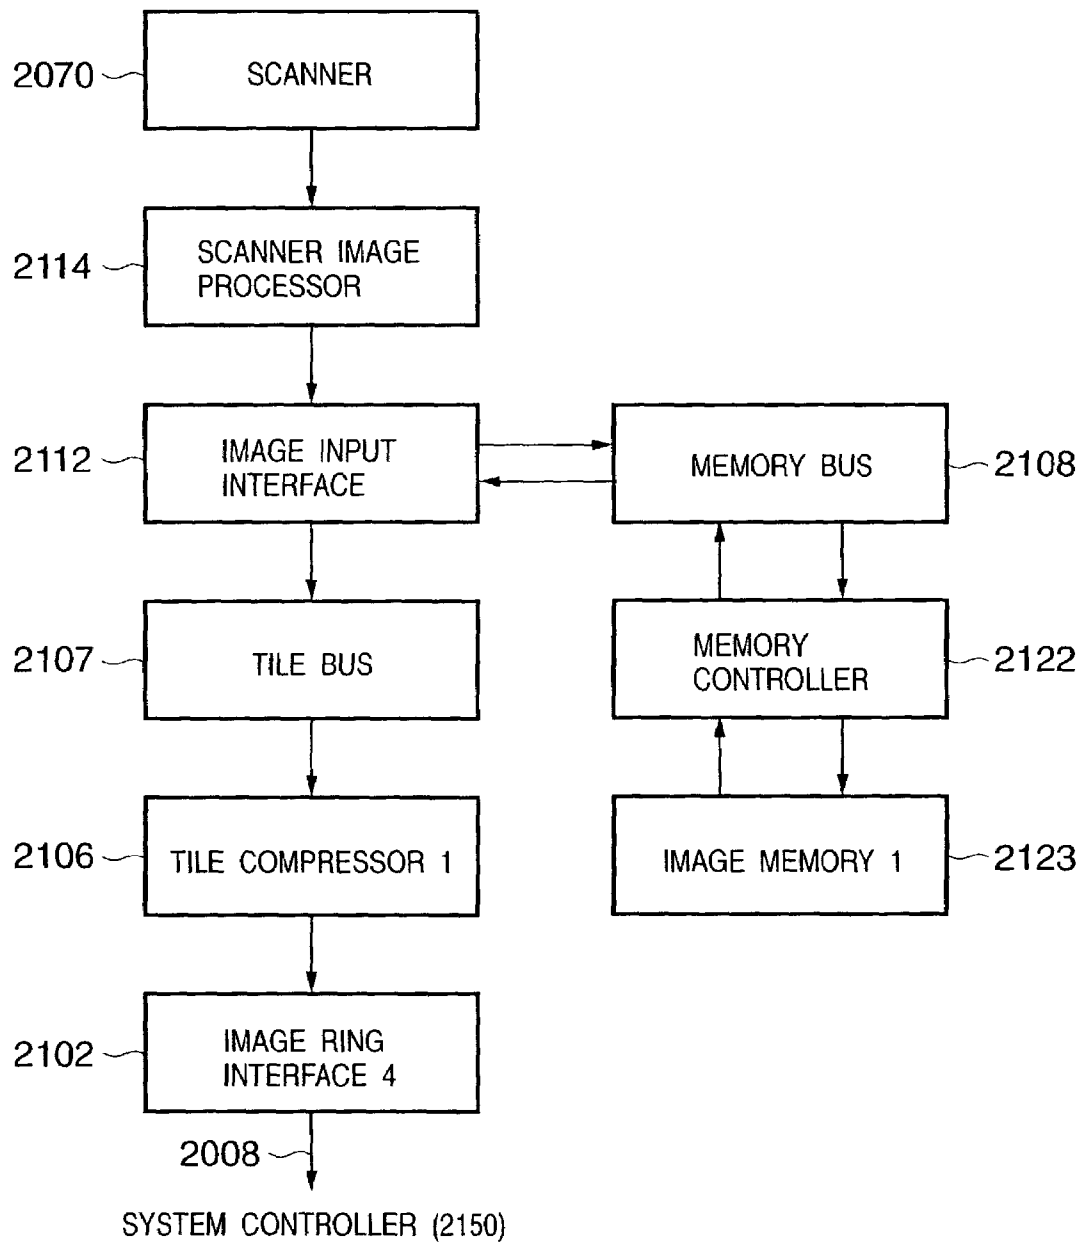 2070
SCANNER
2114
SCANNER IMAGE
PROCESSOR
2112
IMAGE INPUT
INTERFACE
MEMORY BUS
2108
2107
TILE BUS
MEMORY
CONTROLLER
2122
2106
TILE COMPRESSOR 1
IMAGE MEMORY 1
2123
2102
IMAGE RING
INTERFACE 4
2008
SYSTEM CONTROLLER (2150)